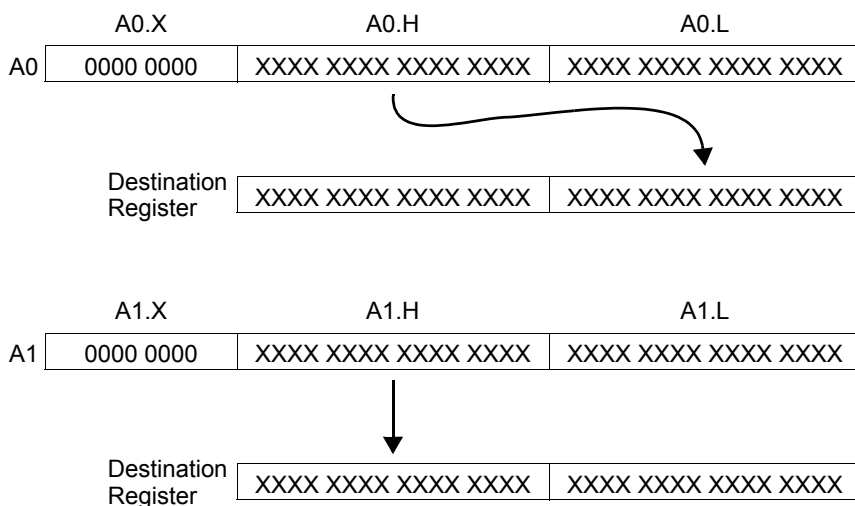 A0.X A0.H A0.L
A0 0000 0000 XXXX XXXX XXXX XXXX XXXX XXXX XXXX XXXX
Destination
Register XXXX XXXX XXXX XXXX XXXX XXXX XXXX XXXX
A1.X A1.H A1.L
A1 0000 0000 XXXX XXXX XXXX XXXX XXXX XXXX XXXX XXXX
Destination
Register XXXX XXXX XXXX XXXX XXXX XXXX XXXX XXXX